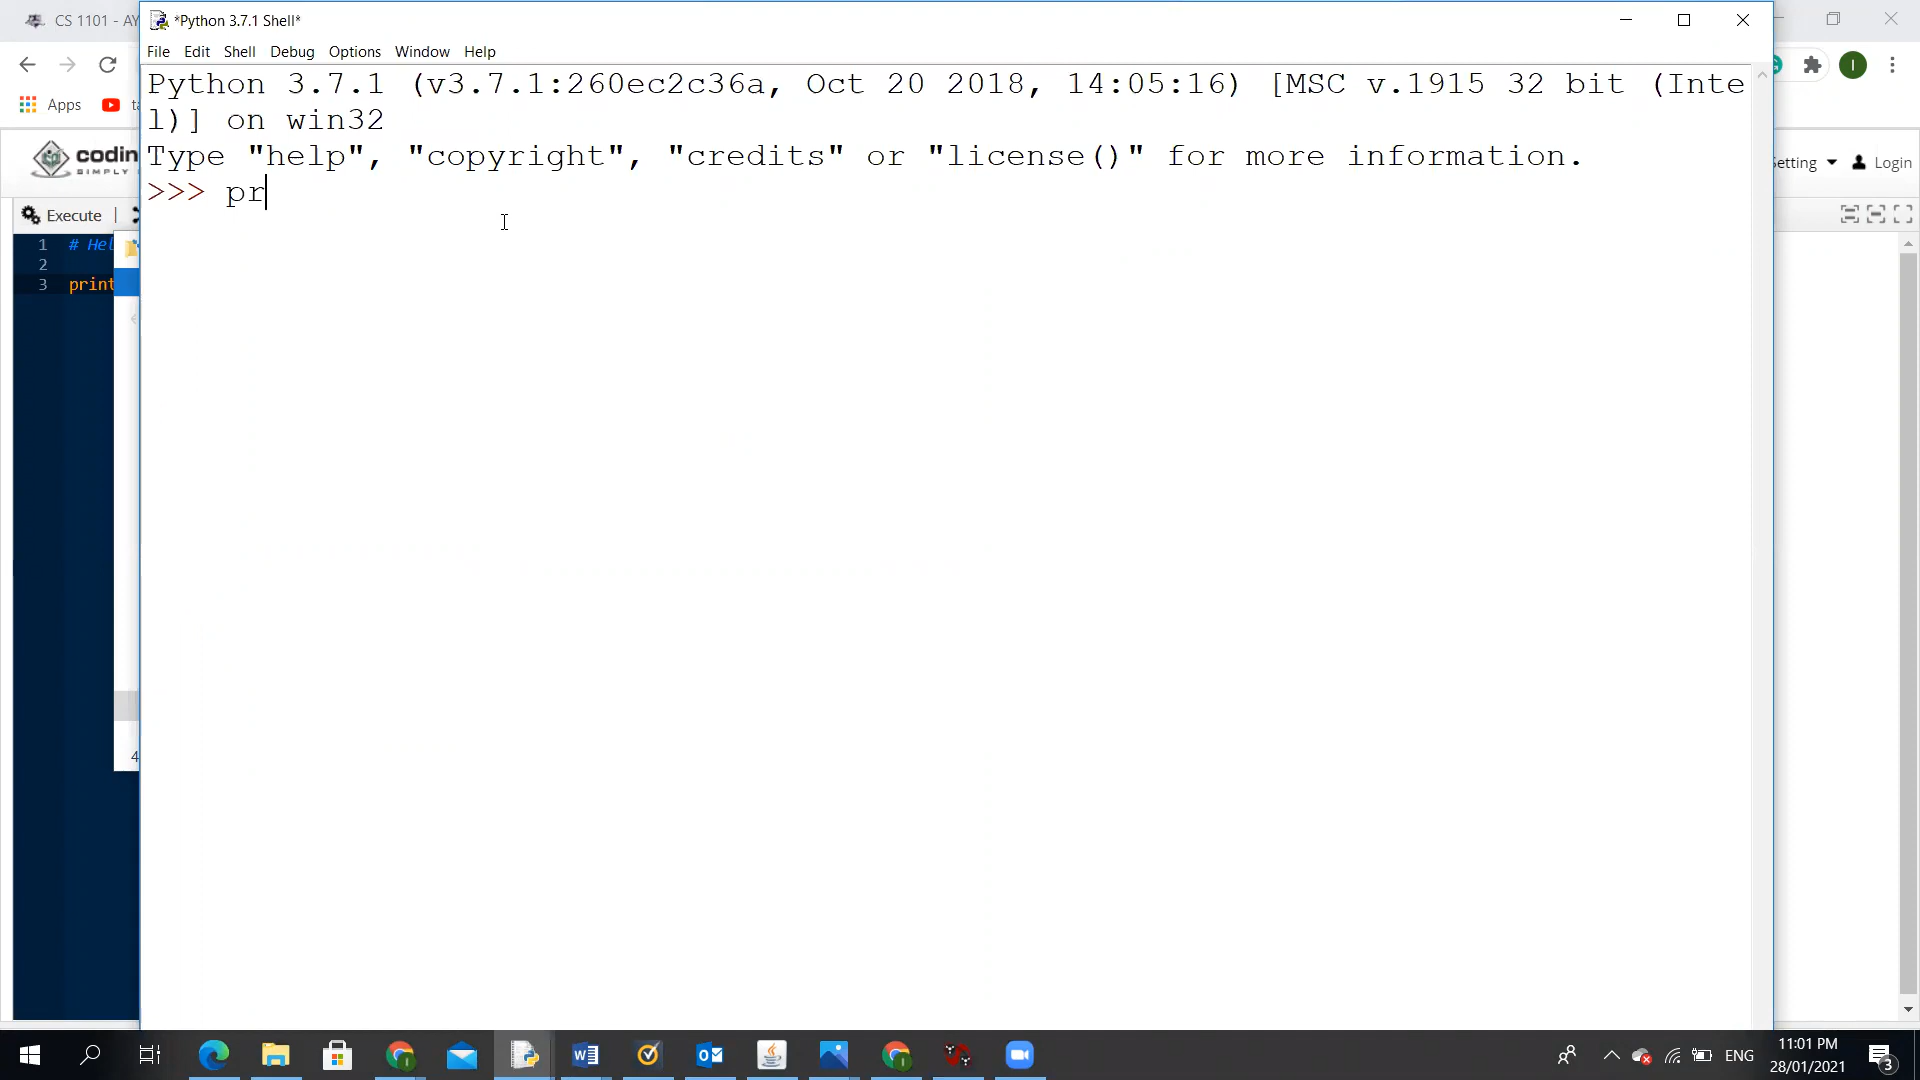 CS 1101 - AY
*Python 3.7.1 Shell*
File Edit Shell Debug Options Window Help
Python 3.7.1 (v3.7.1:260ec2c36a, Oct 20 2018, 14:05:16) [MSC v.1915 32 bit (Inte
l)] on win32
Type "help", "copyright", "credits" or "license()" for more information.
>>> pr
Apps
I
codin
SIMPLY
etting
Login
Execute |
1 # Hel
2
3 print
4
ENG
11:01 PM
28/01/2021
3